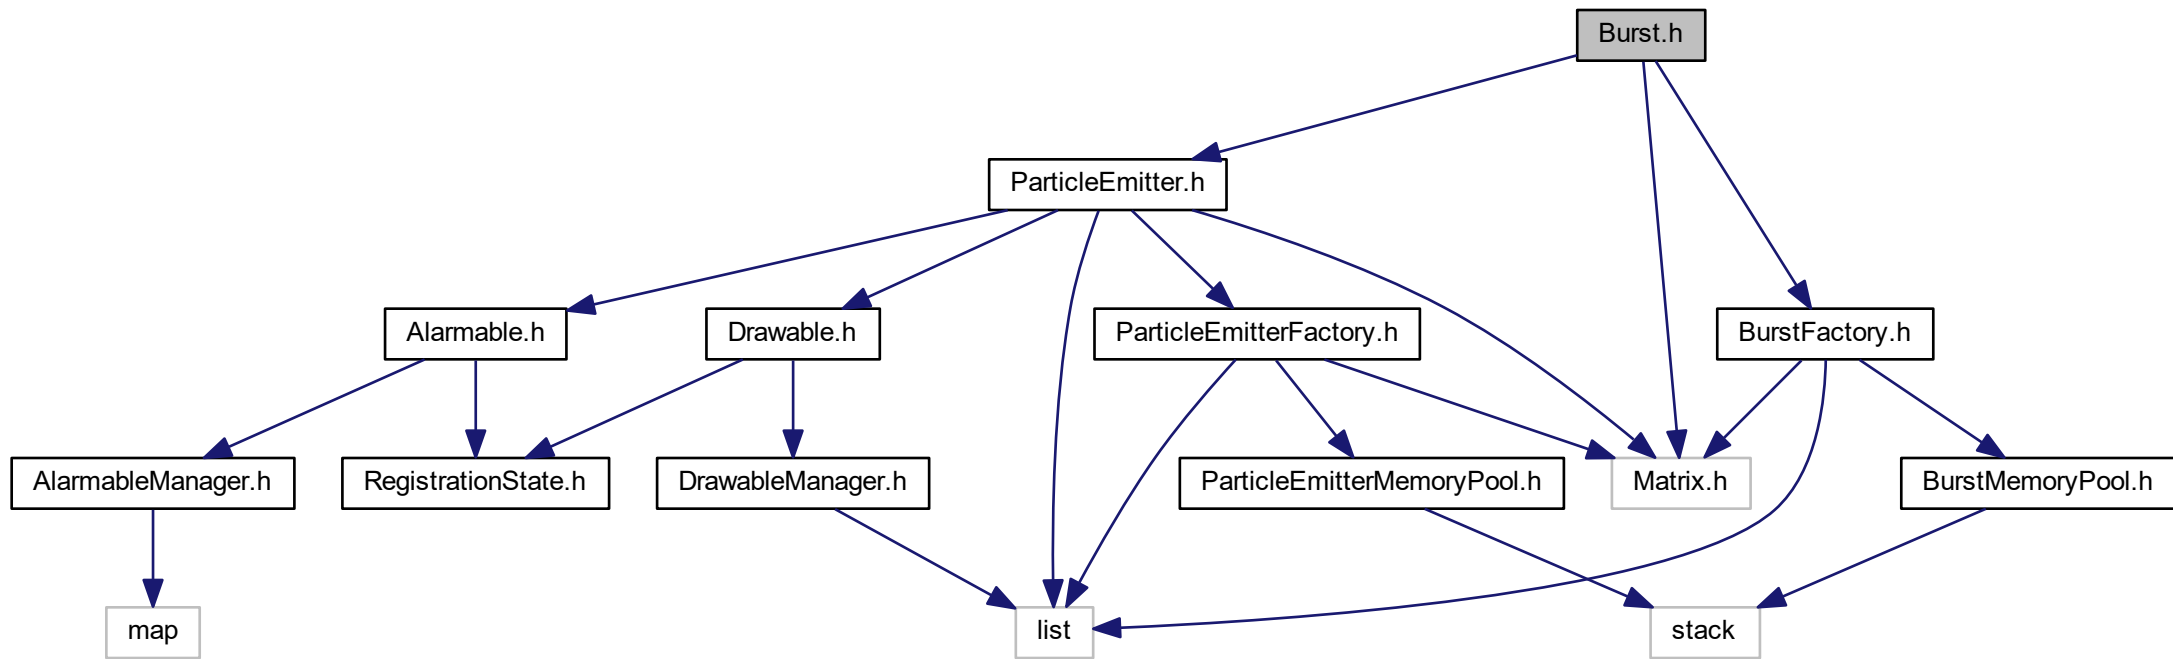 Burst.h
ParticleEmitter.h
Alarmable.h
Drawable.h
ParticleEmitterFactory.h
BurstFactory.h
AlarmableManager.h
RegistrationState.h
DrawableManager.h
ParticleEmitterMemoryPool.h
Matrix.h
BurstMemoryPool.h
map
list
stack